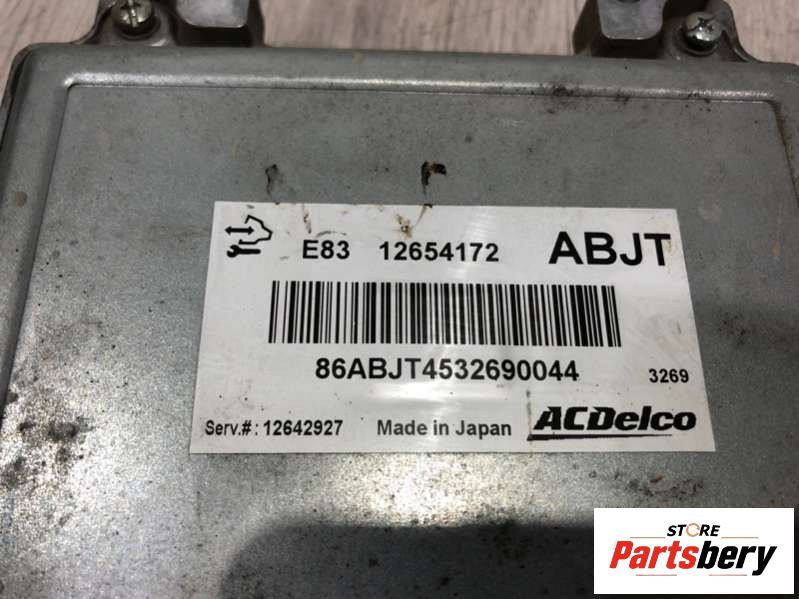 E83 12654172 ABJT
86ABJT4532690044
3269
Serv.#: 12642927 Made in Japan ACDelco
STORE
Partsbery